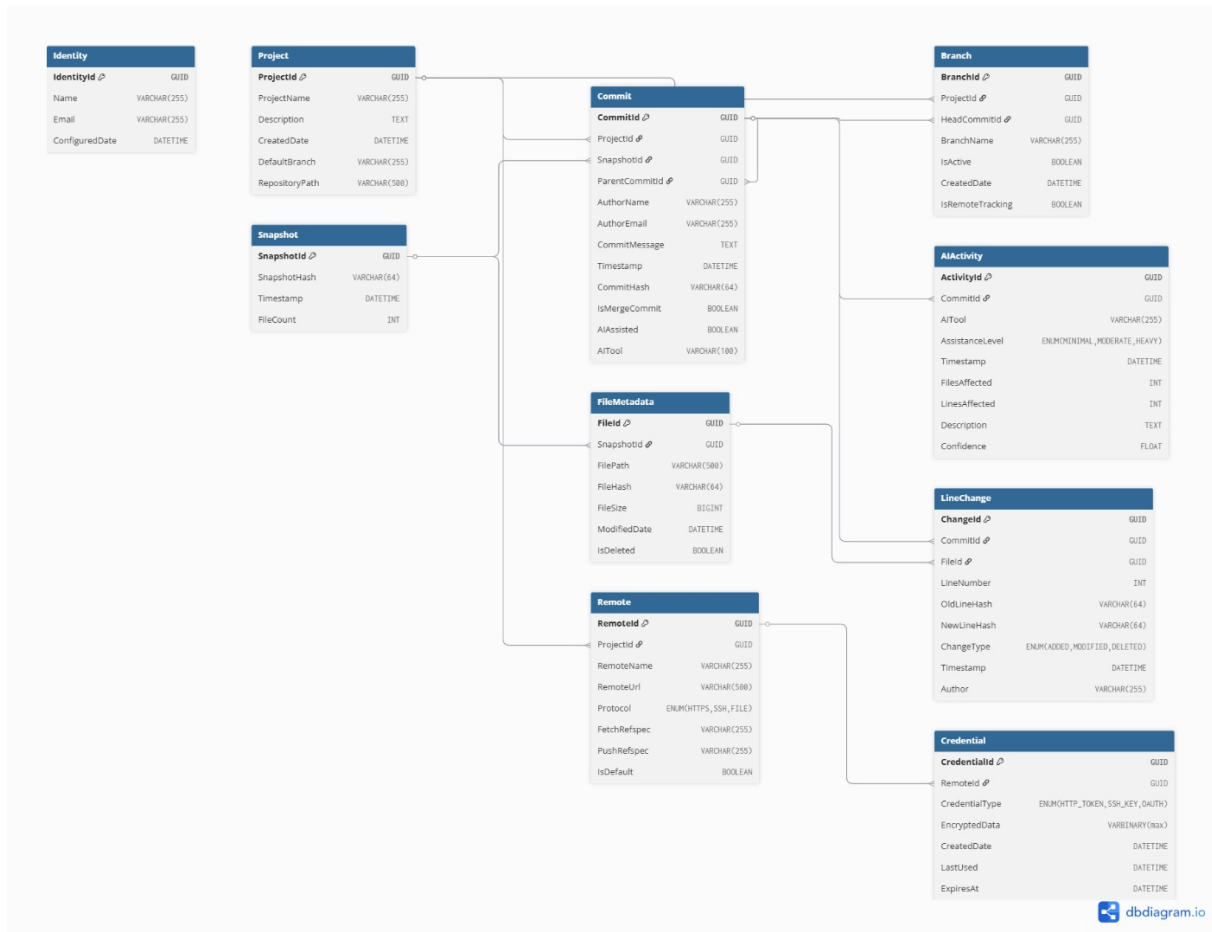 Identity
IdentityId GUID
Name VARCHAR(255)
Email VARCHAR(255)
ConfiguredDate DATETIME
Project
ProjectId GUID
ProjectName VARCHAR(255)
Description TEXT
CreatedDate DATETIME
DefaultBranch VARCHAR(255)
RepositoryPath VARCHAR(500)
Snapshot
SnapshotId GUID
SnapshotHash VARCHAR(64)
Timestamp DATETIME
FileCount INT
Commit
CommitId GUID
ProjectId GUID
SnapshotId GUID
ParentCommitId GUID
AuthorName VARCHAR(255)
AuthorEmail VARCHAR(255)
CommitMessage TEXT
Timestamp DATETIME
CommitHash VARCHAR(64)
IsMergeCommit BOOLEAN
AIAssisted BOOLEAN
AITool VARCHAR(100)
FileMetadata
FileId GUID
SnapshotId GUID
FilePath VARCHAR(500)
FileHash VARCHAR(64)
FileSize BIGINT
ModifiedDate DATETIME
IsDeleted BOOLEAN
Remote
RemoteId GUID
ProjectId GUID
RemoteName VARCHAR(255)
RemoteUrl VARCHAR(500)
Protocol ENUM(HTTPS,SSH,FILE)
FetchRefspec VARCHAR(255)
PushRefspec VARCHAR(255)
IsDefault BOOLEAN
Branch
BranchId GUID
ProjectId GUID
HeadCommitId GUID
BranchName VARCHAR(255)
IsActive BOOLEAN
CreatedDate DATETIME
IsRemoteTracking BOOLEAN
AIActivity
ActivityId GUID
CommitId GUID
AITool VARCHAR(255)
AssistanceLevel ENUM(MINIMAL,MODERATE,HEAVY)
Timestamp DATETIME
FilesAffected INT
LinesAffected INT
Description TEXT
Confidence FLOAT
LineChange
ChangeId GUID
CommitId GUID
FileId GUID
LineNumber INT
OldLineHash VARCHAR(64)
NewLineHash VARCHAR(64)
ChangeType ENUM(ADDED,MODIFIED,DELETED)
Timestamp DATETIME
Author VARCHAR(255)
Credential
CredentialId GUID
RemoteId GUID
CredentialType ENUM(HTTP_TOKEN,SSH_KEY,OAUTH)
EncryptedData VARBINARY(max)
CreatedDate DATETIME
LastUsed DATETIME
ExpiresAt DATETIME
dbdiagram.io